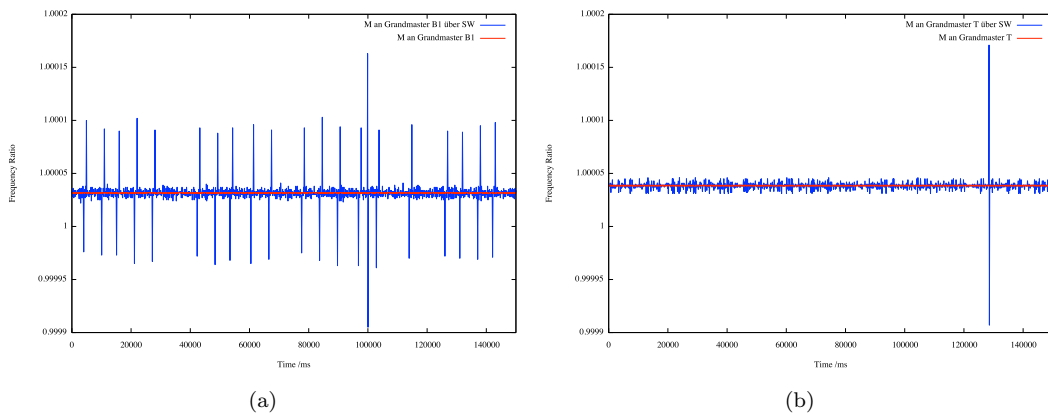 M an Grandmaster B1 über SW
M an Grandmaster B1
1.0002
1.00015
1.0001
1.00005
1
0.99995
0.9999
Frequency Ratio
0 20000 40000 60000 80000 100000 120000 140000
Time /ms
(a)
M an Grandmaster T über SW
M an Grandmaster T
1.0002
1.00015
1.0001
1.00005
1
0.99995
0.9999
Frequency Ratio
0 20000 40000 60000 80000 100000 120000 140000
Time /ms
(b)